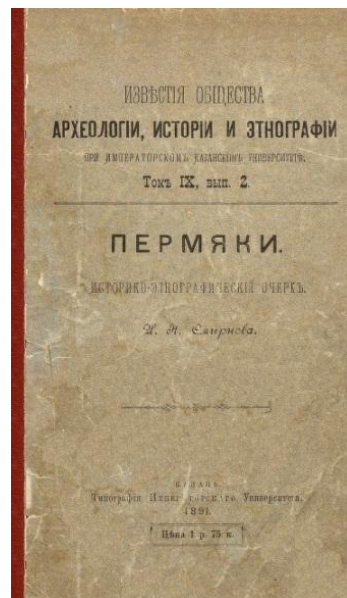 ИЗВѢСТІЯ ОБЩЕСТВА
АРХЕОЛОГІИ, ИСТОРІИ И ЭТНОГРАФІИ
ПРИ ИМПЕРАТОРСКОМЪ КАЗАНСКОМЪ УНИВЕРСИТЕТѢ.
Томъ IX, вып. 2.
ПЕРМЯКИ.
ИСТОРИКО-ЭТНОГРАФИЧЕСКІЙ ОЧЕРКЪ.
И. Н. Смирнова.
КАЗАНЬ.
Типографія Императорскаго Университета.
1891.
Цѣна 1 р. 75 к.